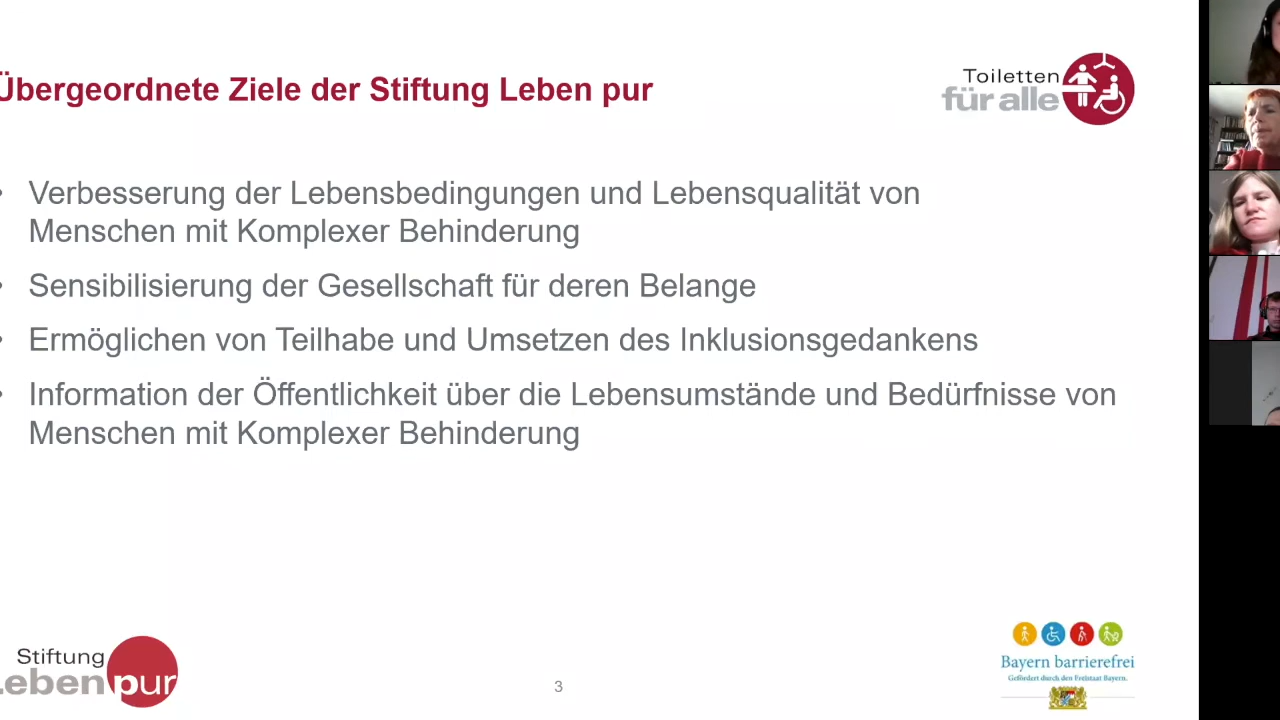 Übergeordnete Ziele der Stiftung Leben pur
Toiletten
für alle
• Verbesserung der Lebensbedingungen und Lebensqualität von
Menschen mit Komplexer Behinderung
• Sensibilisierung der Gesellschaft für deren Belange
• Ermöglichen von Teilhabe und Umsetzen des Inklusionsgedankens
• Information der Öffentlichkeit über die Lebensumstände und Bedürfnisse von
Menschen mit Komplexer Behinderung
Stiftung
Leben pur
3
Bayern barrierefrei
Gefördert durch den Freistaat Bayern.